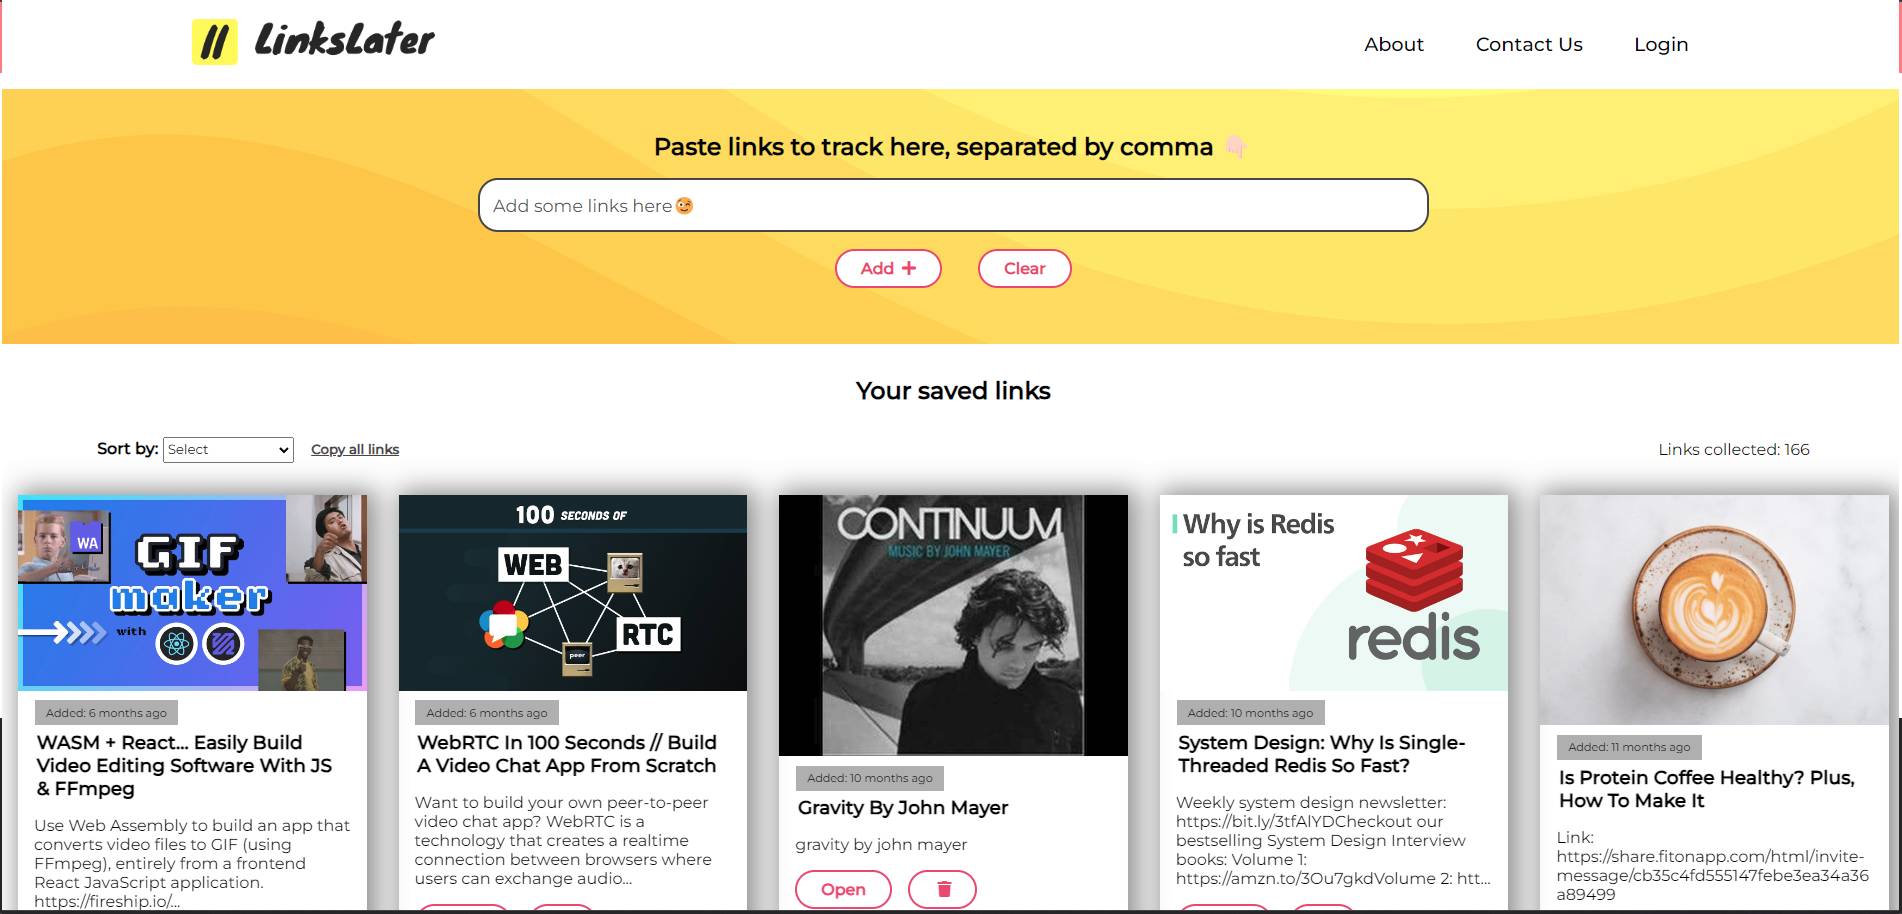 LinksLater
About
Contact Us
Login
Paste links to track here, separated by comma 👇🏻
Add some links here😉
Add +
Clear
Your saved links
Sort by: Select
Copy all links
Links collected: 166
WA
GIF
maker
with
Added: 6 months ago
WASM + React... Easily Build
Video Editing Software With JS
& FFmpeg
Use Web Assembly to build an app that
converts video files to GIF (using
FFmpeg), entirely from a frontend
React JavaScript application.
https://fireship.io/...
100 SECONDS OF
WEB
RTC
peer
Added: 6 months ago
WebRTC In 100 Seconds // Build
A Video Chat App From Scratch
Want to build your own peer-to-peer
video chat app? WebRTC is a
technology that creates a realtime
connection between browsers where
users can exchange audio...
CONTINUUM
MUSIC BY JOHN MAYER
Added: 10 months ago
Gravity By John Mayer
gravity by john mayer
Open
Why is Redis
so fast
redis
Added: 10 months ago
System Design: Why Is Single-
Threaded Redis So Fast?
Weekly system design newsletter:
https://bit.ly/3tfAlYDCheckout our
bestselling System Design Interview
books: Volume 1:
https://amzn.to/3Ou7gkdVolume 2: htt...
Added: 11 months ago
Is Protein Coffee Healthy? Plus,
How To Make It
Link:
https://share.fitonapp.com/html/invite-
message/cb35c4fd555147febe3ea34a36
a89499